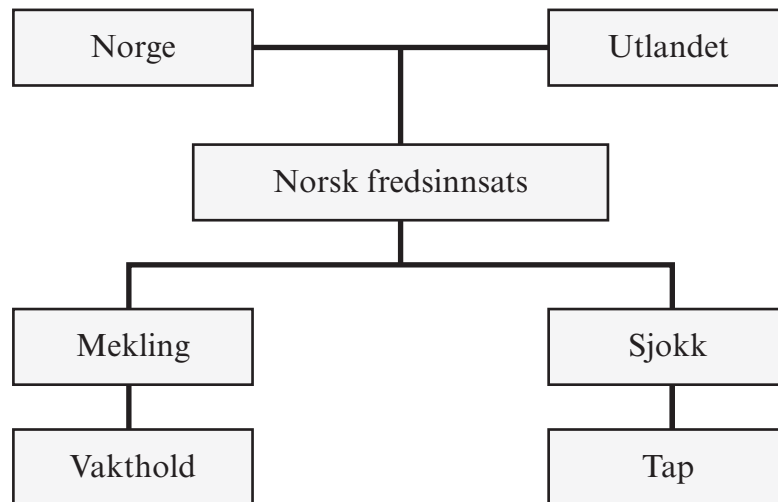 Norge
Utlandet
Norsk fredsinnsats
Mekling
Sjokk
Vakthold
Tap